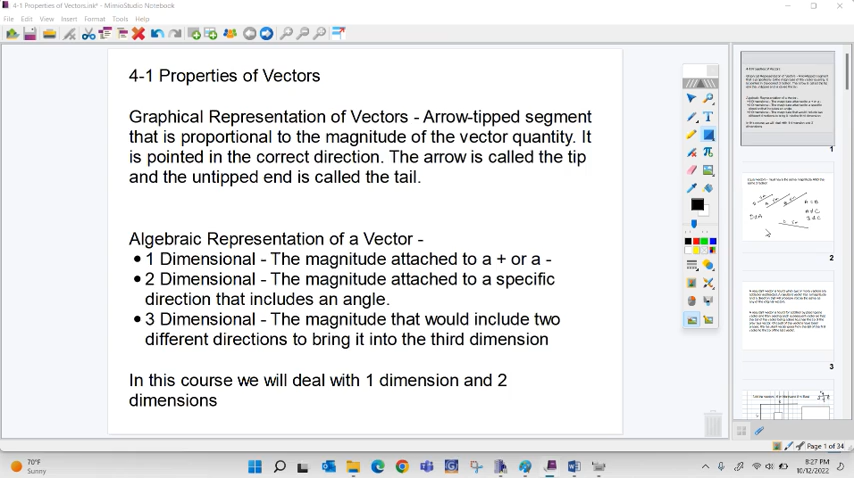 4-1 Properties of Vectors.ink* - MimioStudio Notebook
File Edit View Insert Format Tools Help
4-1 Properties of Vectors
Graphical Representation of Vectors - Arrow-tipped segment
that is proportional to the magnitude of the vector quantity. It
is pointed in the correct direction. The arrow is called the tip
and the untipped end is called the tail.
Algebraic Representation of a Vector -
• 1 Dimensional - The magnitude attached to a + or a -
• 2 Dimensional - The magnitude attached to a specific
direction that includes an angle.
• 3 Dimensional - The magnitude that would include two
different directions to bring it into the third dimension
In this course we will deal with 1 dimension and 2
dimensions
1
2
3
Page 1 of 34
70°F
Sunny
8:27 PM
10/12/2022